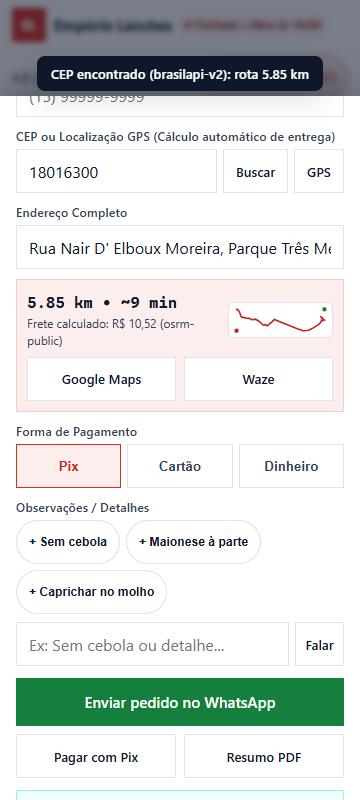 Empório Lanches
CEP encontrado (brasilapi-v2): rota 5.85 km
(15) 99999-9999
CEP ou Localização GPS (Cálculo automático de entrega)
18016300
Buscar
GPS
Endereço Completo
Rua Nair D' Elboux Moreira, Parque Três Me
5.85 km • ~9 min
Frete calculado: R$ 10,52 (osrm-
public)
Google Maps
Waze
Forma de Pagamento
Pix
Cartão
Dinheiro
Observações / Detalhes
+ Sem cebola
+ Maionese à parte
+ Caprichar no molho
Ex: Sem cebola ou detalhe...
Falar
Enviar pedido no WhatsApp
Pagar com Pix
Resumo PDF